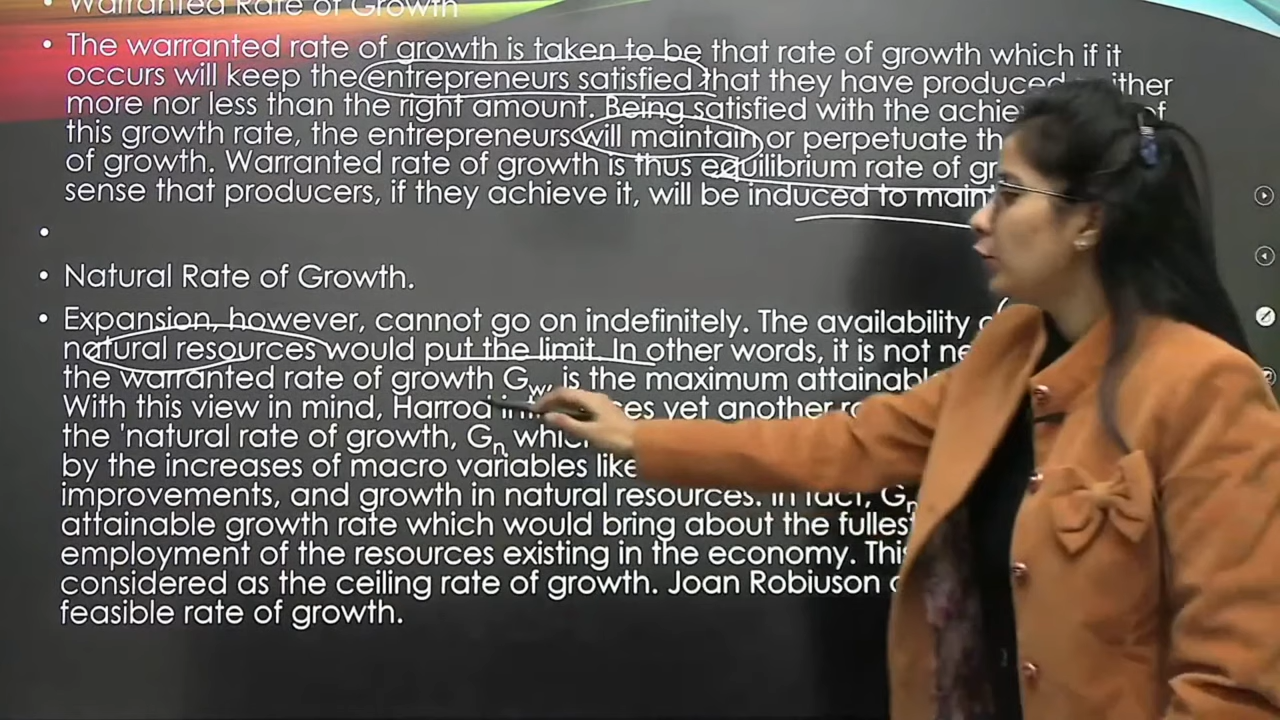 Warranted Rate of Growth
The warranted rate of growth is taken to be that rate of growth which if it
occurs will keep the entrepreneurs satisfied that they have produced
more nor less than the right amount. Being satisfied with the of
this growth rate, the entrepreneurs will maintain or perpetuate
of growth. Warranted rate of growth is thus equilibrium rate of
sense that producers, if they achieve it, will be induced to
Natural Rate of Growth.
Expansion, however, cannot go on indefinitely. The availability
natural resources would put the limit. In other words, it is not
the warranted rate of growth Gw, is the maximum
With this view in mind, Harrod yet another
the 'natural rate of growth, Gn
by the increases of macro variables like
improvements, and growth in natural resources. In fact, Gn
attainable growth rate which would bring about the fullest
employment of the resources existing in the economy.
considered as the ceiling rate of growth. Joan Robiuson
feasible rate of growth.